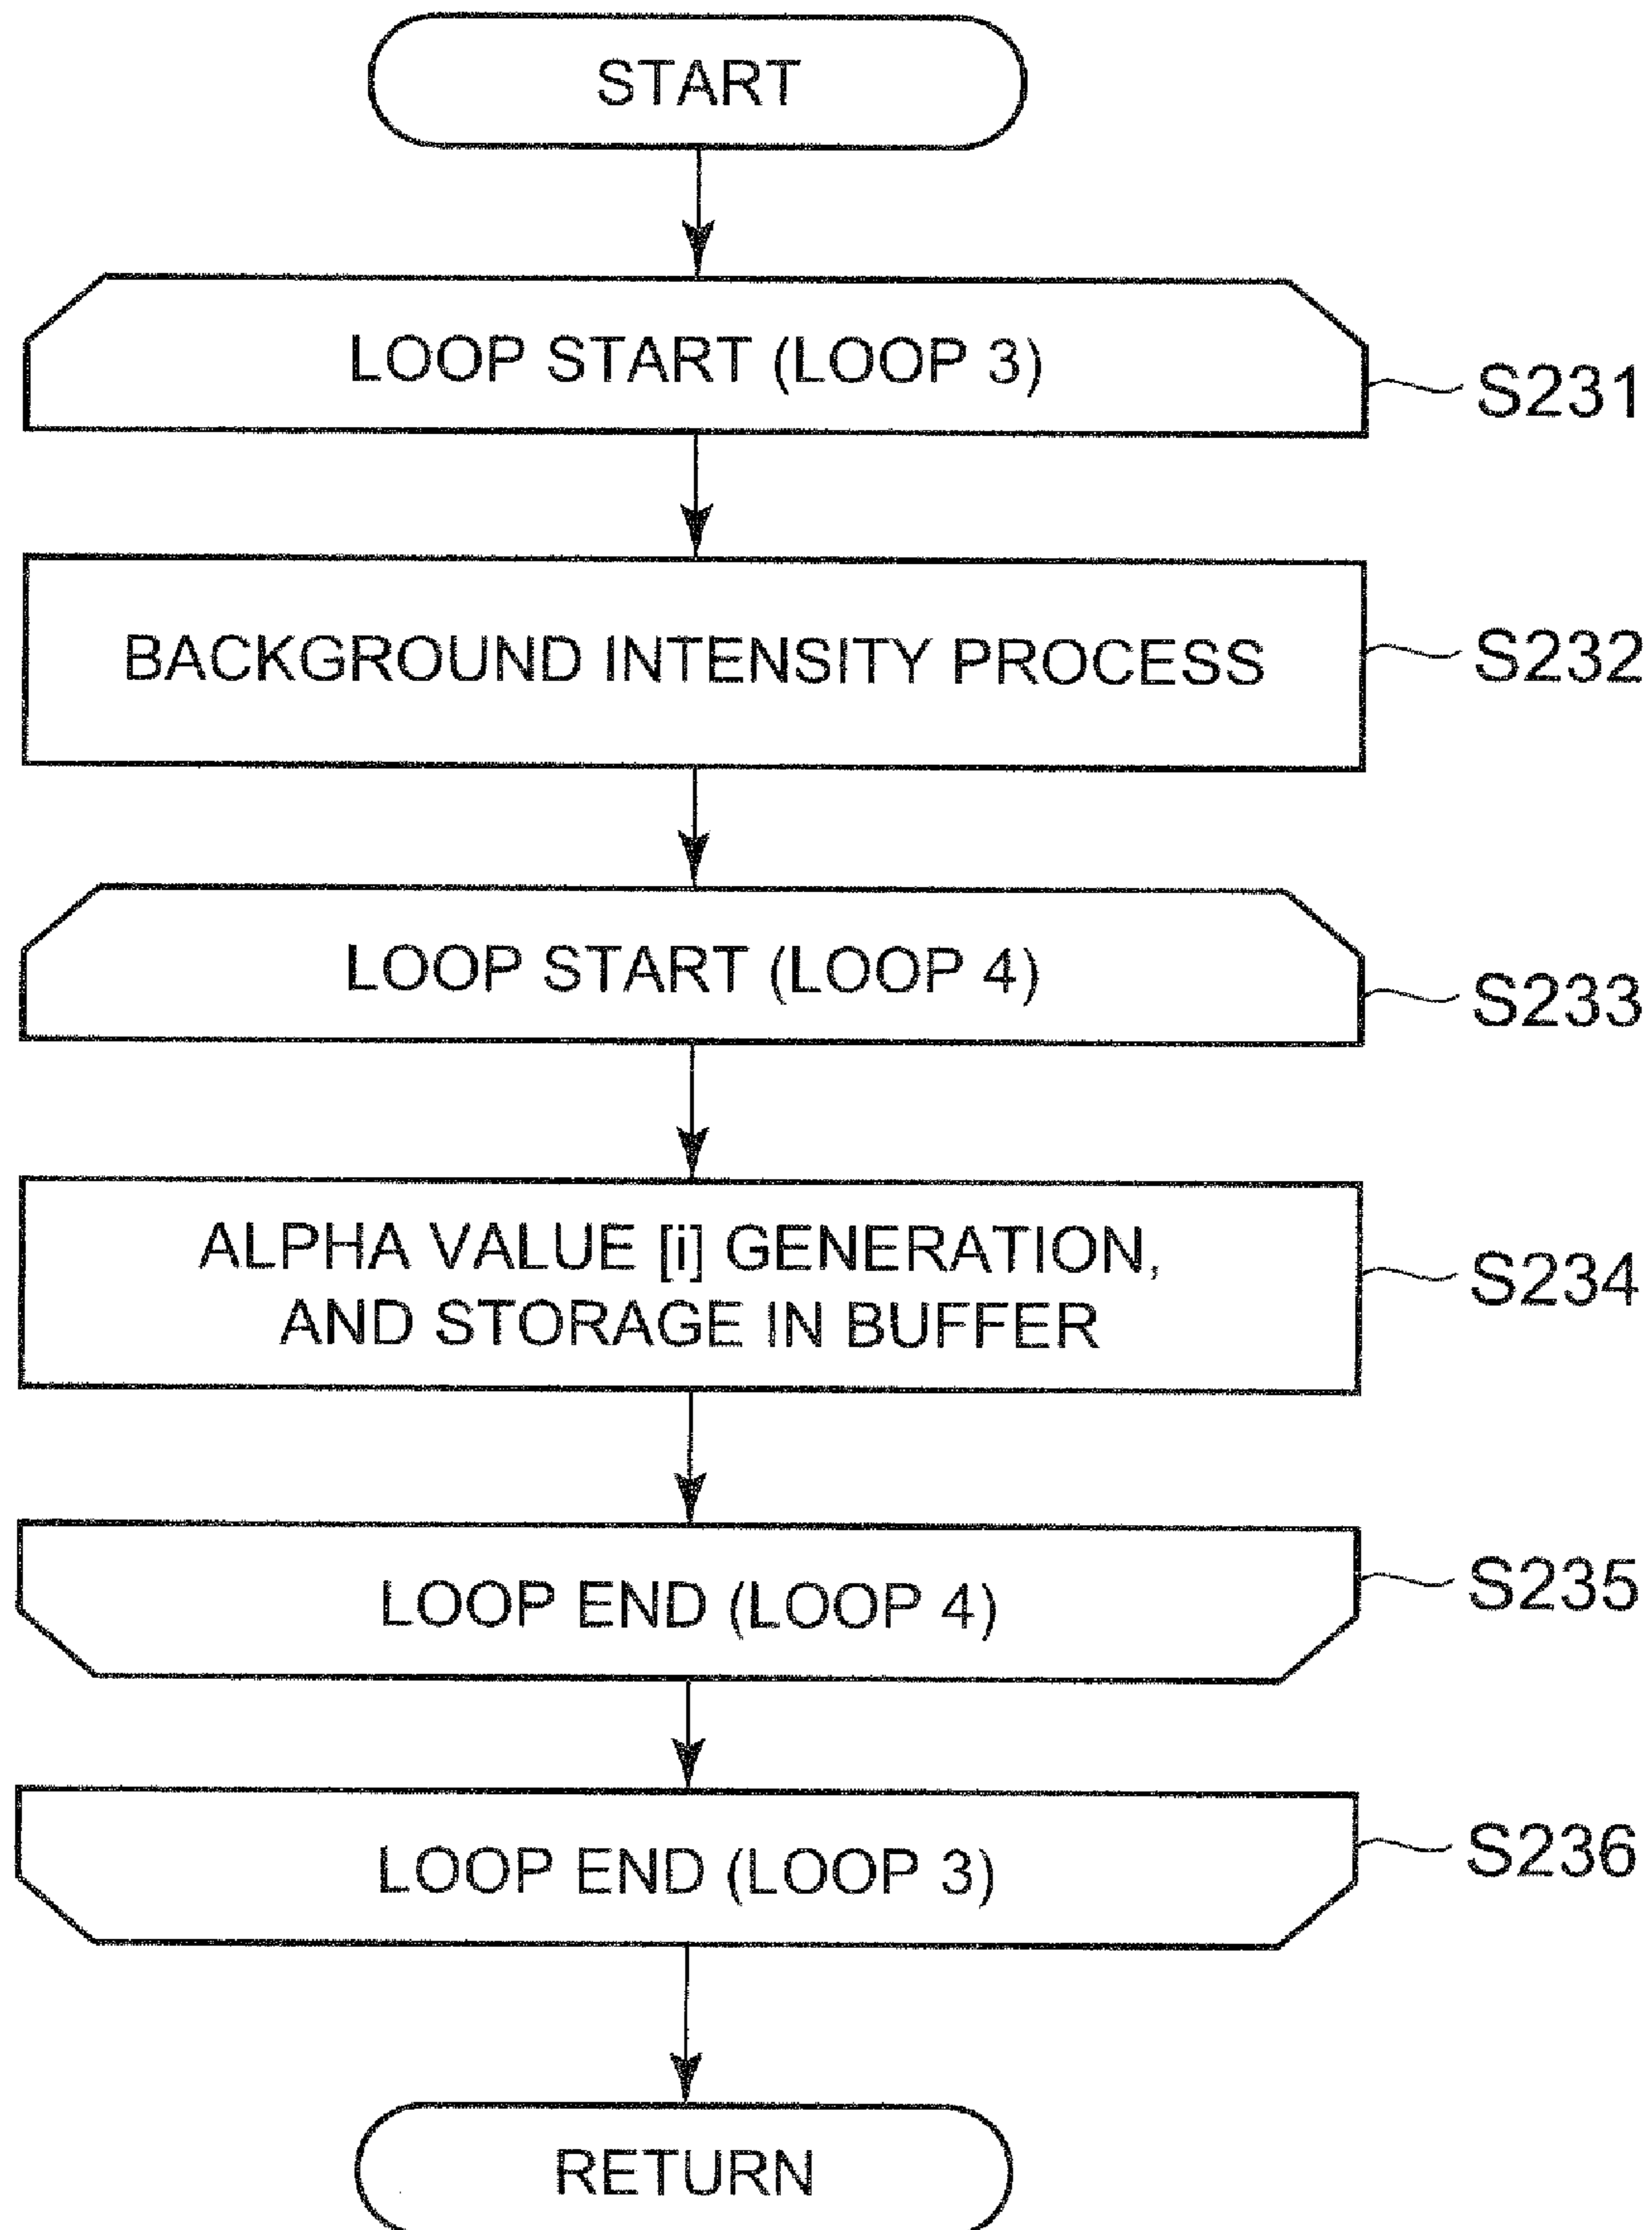 START
LOOP START (LOOP 3)
S231
BACKGROUND INTENSITY PROCESS
S232
LOOP START (LOOP 4)
S233
ALPHA VALUE [i] GENERATION,
AND STORAGE IN BUFFER
S234
LOOP END (LOOP 4)
S235
LOOP END (LOOP 3)
S236
RETURN